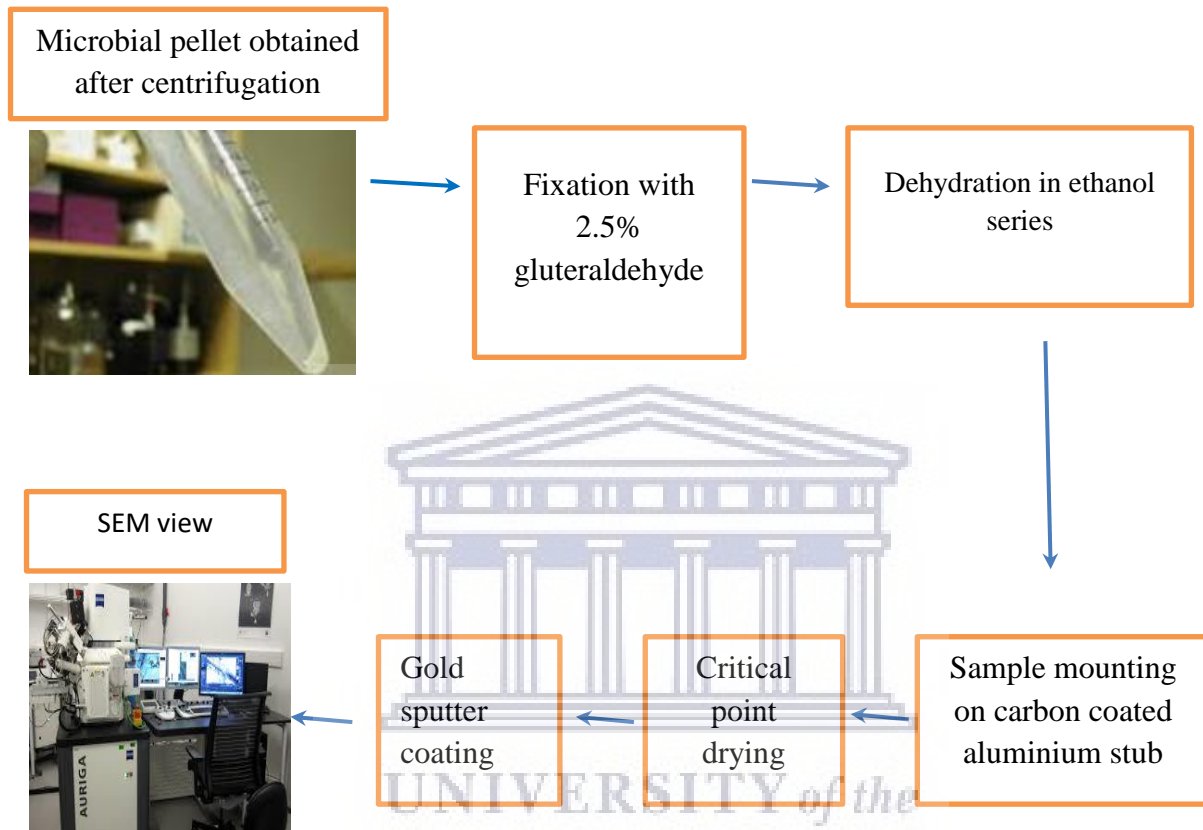 Microbial pellet obtained
after centrifugation
Fixation with
2.5%
gluteraldehyde
Dehydration in ethanol
series
Sample mounting
on carbon coated
aluminium stub
Critical
point
drying
Gold
sputter
coating
SEM view
AURIGA
UNIVERSITY of the